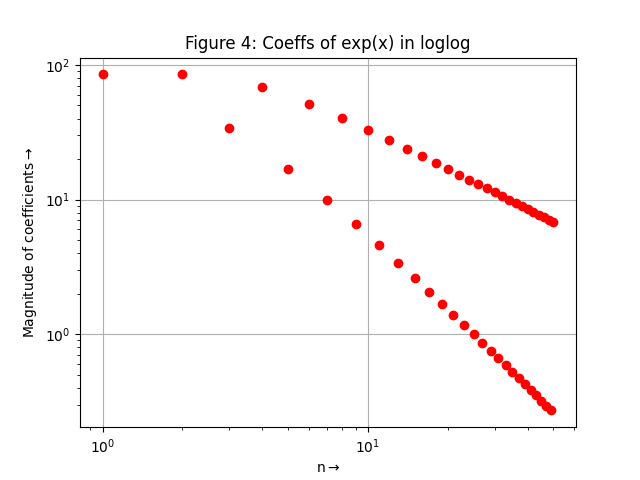 Figure 4: Coeffs of exp(x) in loglog
Magnitude of coefficients→
10²
10¹
10⁰
10⁰
10¹
n→